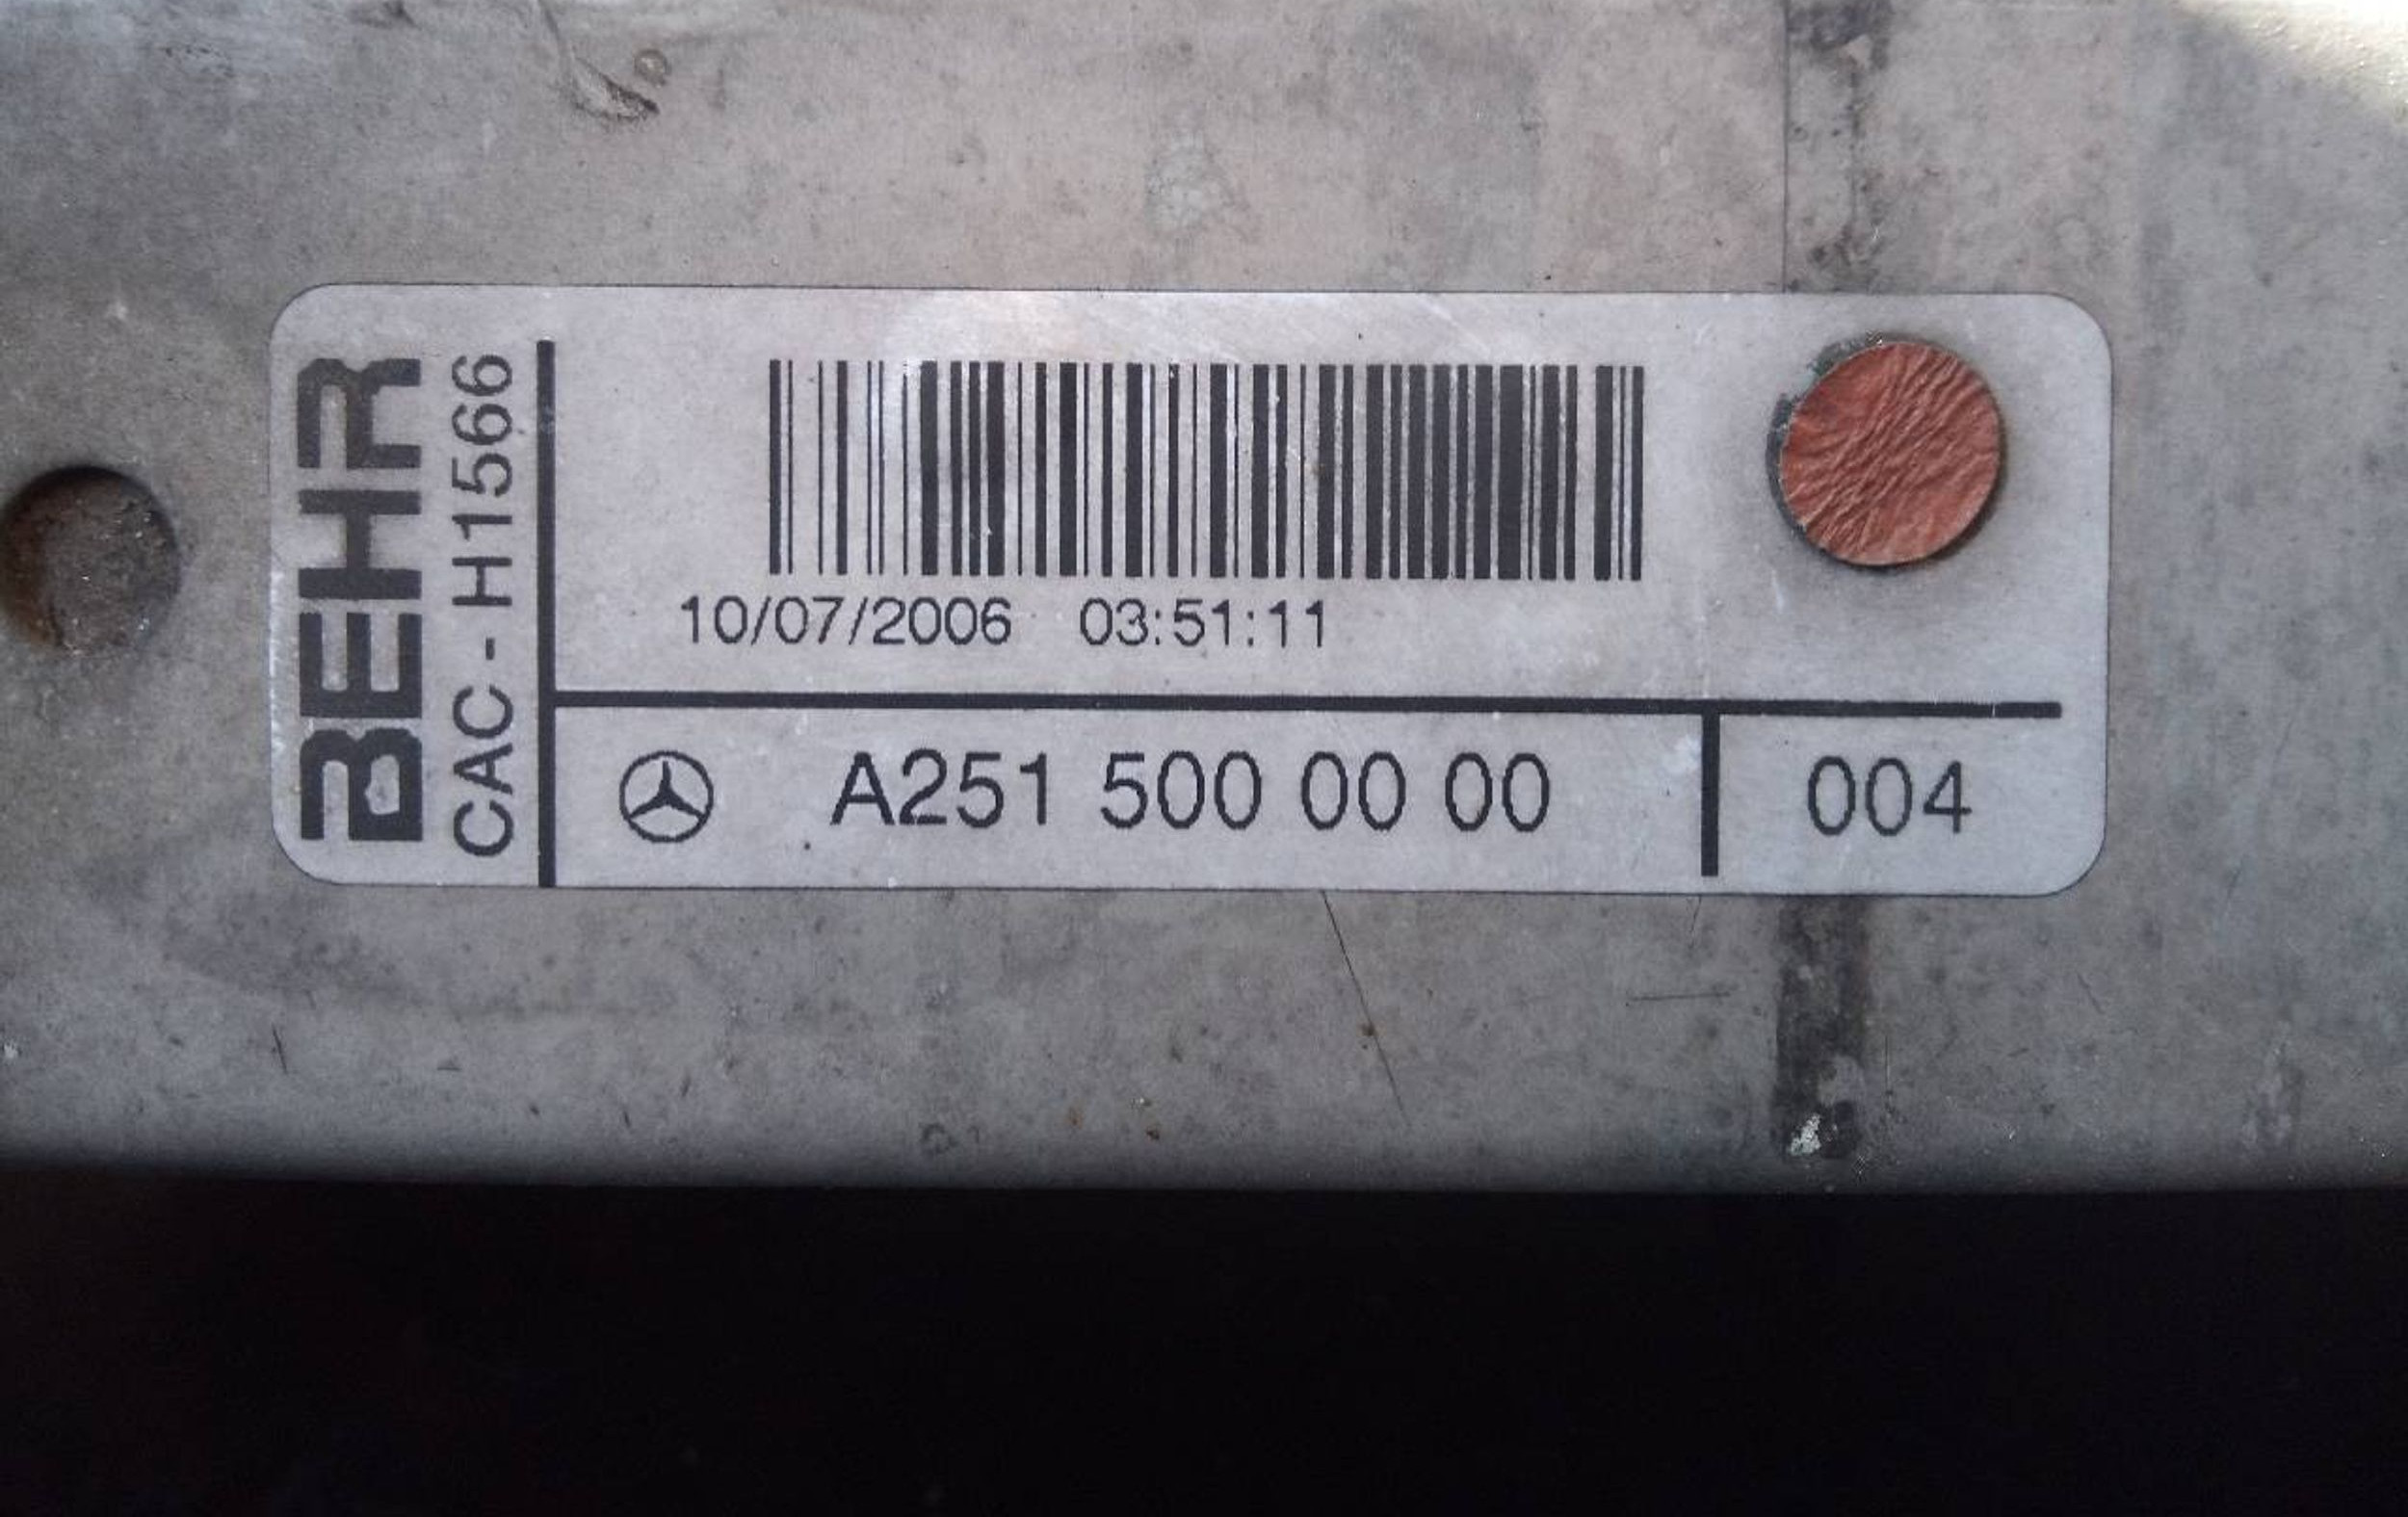 BEHR
CAC - H1566
10/07/2006 03:51:11
A251 500 00 00
004